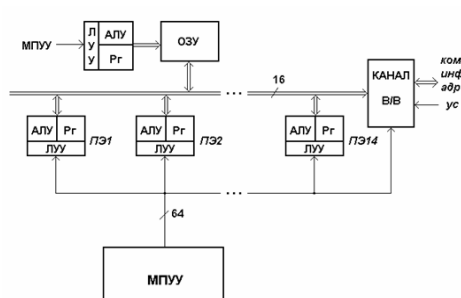 МПУУ
Л
У
У
АЛУ
Рг
ОЗУ
16
КАНАЛ
В/В
ком
инф
адр
ус
АЛУ Рг
ЛУУ
ПЭ1
АЛУ Рг
ЛУУ
ПЭ2
...
АЛУ Рг
ЛУУ
ПЭ14
...
64
МПУУ